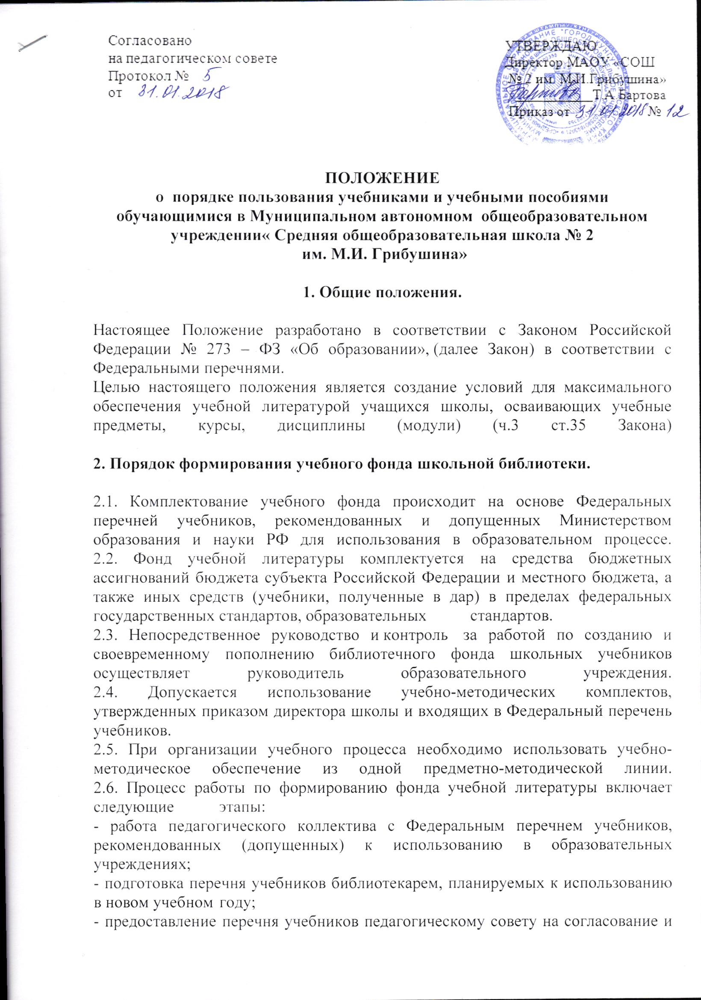 Согласовано
на педагогическом совете
Протокол № 5
от 31.01.2018
УТВЕРЖДАЮ
Директор МАОУ «СОШ
№ 2 им. М.И.Грибушина»
Т.А.Бартова
Приказ от 31 01 2018 № 12
ПОЛОЖЕНИЕ
о порядке пользования учебниками и учебными пособиями
обучающимися в Муниципальном автономном общеобразовательном
учреждении« Средняя общеобразовательная школа № 2
им. М.И. Грибушина»
1. Общие положения.
Настоящее Положение разработано в соответствии с Законом Российской
Федерации № 273 – ФЗ «Об образовании», (далее Закон) в соответствии с
Федеральными перечнями.
Целью настоящего положения является создание условий для максимального
обеспечения учебной литературой учащихся школы, осваивающих учебные
предметы, курсы, дисциплины (модули) (ч.3 ст.35 Закона)
2. Порядок формирования учебного фонда школьной библиотеки.
2.1. Комплектование учебного фонда происходит на основе Федеральных
перечней учебников, рекомендованных и допущенных Министерством
образования и науки РФ для использования в образовательном процессе.
2.2. Фонд учебной литературы комплектуется на средства бюджетных
ассигнований бюджета субъекта Российской Федерации и местного бюджета, а
также иных средств (учебники, полученные в дар) в пределах федеральных
государственных стандартов, образовательных стандартов.
2.3. Непосредственное руководство и контроль за работой по созданию и
своевременному пополнению библиотечного фонда школьных учебников
осуществляет руководитель образовательного учреждения.
2.4. Допускается использование учебно-методических комплектов,
утвержденных приказом директора школы и входящих в Федеральный перечень
учебников.
2.5. При организации учебного процесса необходимо использовать учебно-
методическое обеспечение из одной предметно-методической линии.
2.6. Процесс работы по формированию фонда учебной литературы включает
следующие этапы:
- работа педагогического коллектива с Федеральным перечнем учебников,
рекомендованных (допущенных) к использованию в образовательных
учреждениях;
- подготовка перечня учебников библиотекарем, планируемых к использованию
в новом учебном году;
- предоставление перечня учебников педагогическому совету на согласование и